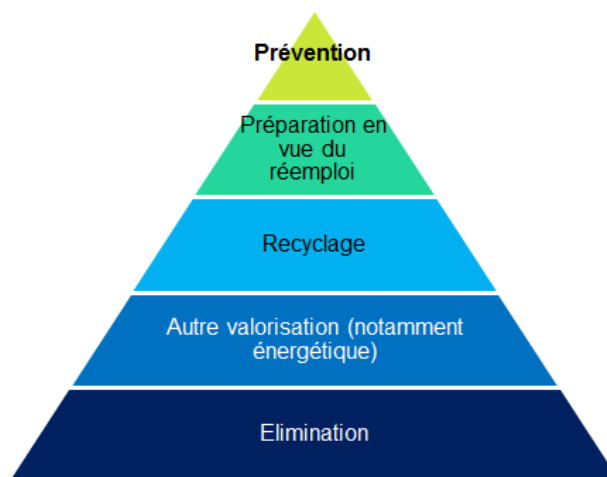 Prévention
Préparation en
vue du
réemploi
Recyclage
Autre valorisation (notamment
énergétique)
Elimination